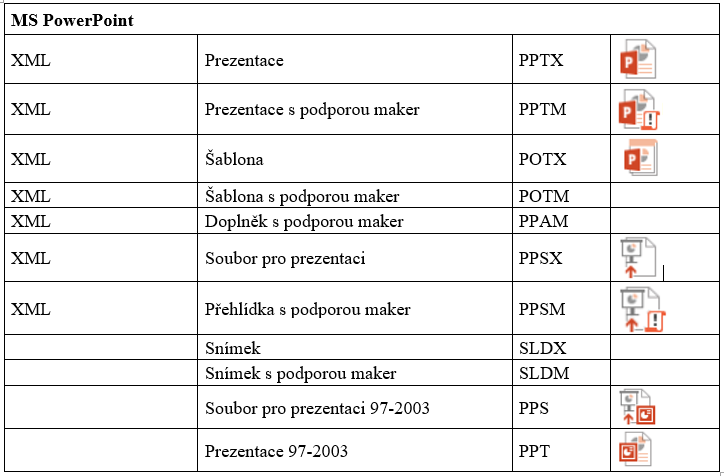 MS PowerPoint
XML Prezentace PPTX
XML Prezentace s podporou maker PPTM
XML Šablona POTX
XML Šablona s podporou maker POTM
XML Doplněk s podporou maker PPAM
XML Soubor pro prezentaci PPSX
XML Přehlídka s podporou maker PPSM
Snímek SLDX
Snímek s podporou maker SLDM
Soubor pro prezentaci 97-2003 PPS
Prezentace 97-2003 PPT